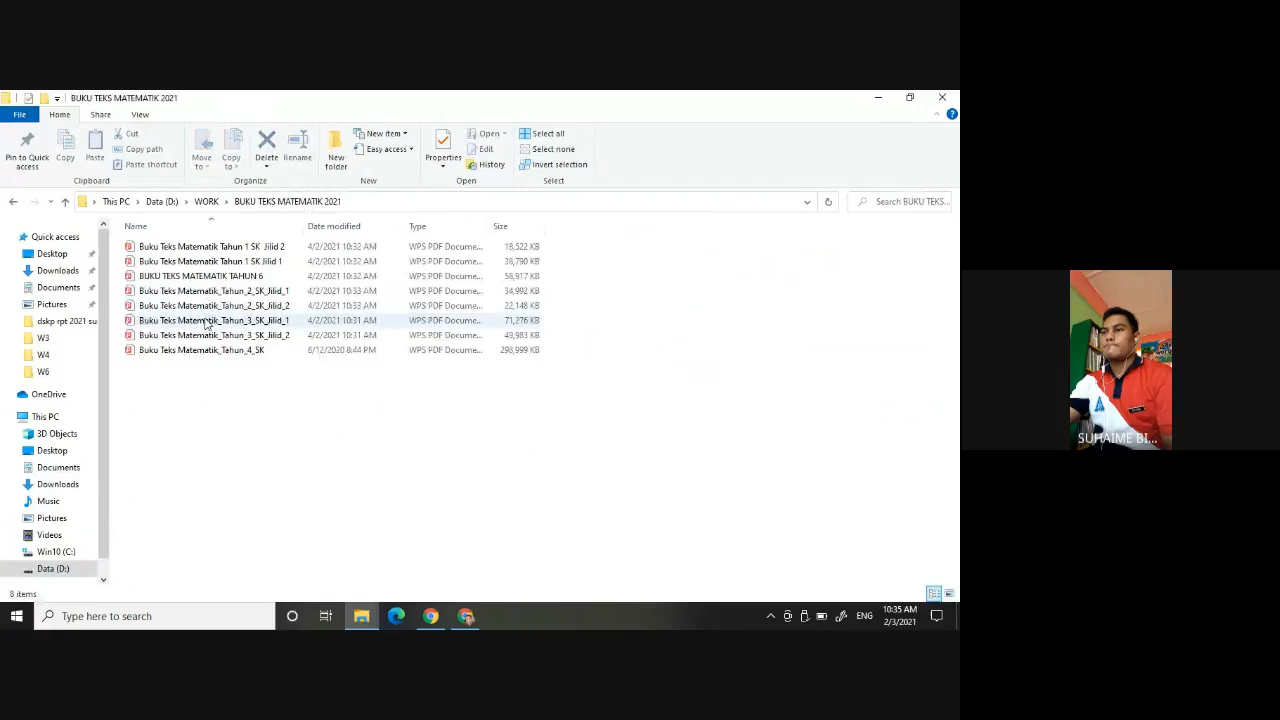 BUKU TEKS MATEMATIK 2021
File Home Share View
Pin to Quick access
Copy
Paste
Cut
Copy path
Paste shortcut
Clipboard
Move to
Copy to
Delete
Rename
Organize
New folder
New item
Easy access
New
Properties
Open
Edit
History
Open
Select all
Select none
Invert selection
Select
This PC › Data (D:) › WORK › BUKU TEKS MATEMATIK 2021
Search BUKU TEKS...
Name Date modified Type Size
Buku Teks Matematik Tahun 1 SK Jilid 2 4/2/2021 10:32 AM WPS PDF Docume... 18,522 KB
Buku Teks Matematik Tahun 1 SK Jilid 1 4/2/2021 10:32 AM WPS PDF Docume... 38,790 KB
BUKU TEKS MATEMATIK TAHUN 6 4/2/2021 10:32 AM WPS PDF Docume... 58,917 KB
Buku Teks Matematik_Tahun_2_SK_Jilid_1 4/2/2021 10:33 AM WPS PDF Docume... 34,992 KB
Buku Teks Matematik_Tahun_2_SK_Jilid_2 4/2/2021 10:33 AM WPS PDF Docume... 22,148 KB
Buku Teks Matematik_Tahun_3_SK_Jilid_1 4/2/2021 10:31 AM WPS PDF Docume... 71,276 KB
Buku Teks Matematik_Tahun_3_SK_Jilid_2 4/2/2021 10:31 AM WPS PDF Docume... 49,983 KB
Buku Teks Matematik_Tahun_4_SK 8/12/2020 8:44 PM WPS PDF Docume... 298,999 KB
Quick access
Desktop
Downloads
Documents
Pictures
dskp rpt 2021 su
W3
W4
W6
OneDrive
This PC
3D Objects
Desktop
Documents
Downloads
Music
Pictures
Videos
Win10 (C:)
Data (D:)
8 items
SUHAIME BI...
Type here to search
ENG
10:35 AM
2/3/2021